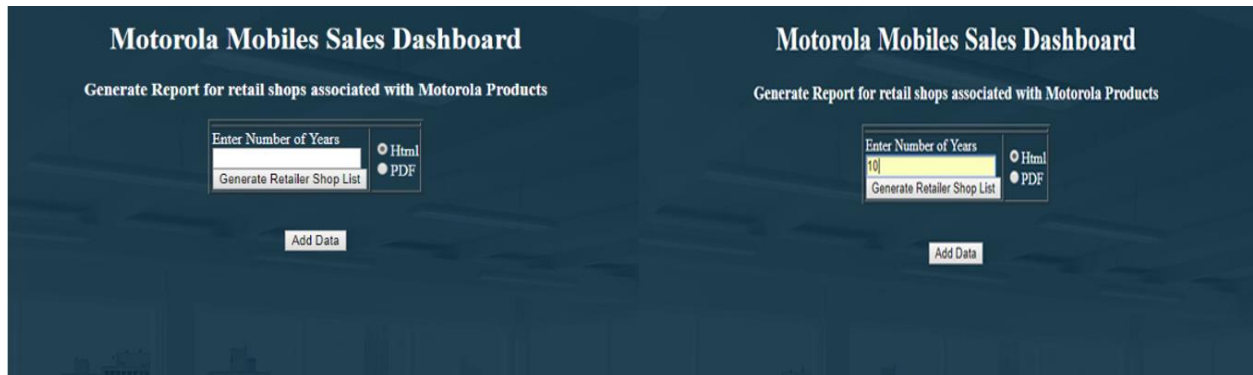 Motorola Mobiles Sales Dashboard
Generate Report for retail shops associated with Motorola Products
Enter Number of Years
Html
PDF
Generate Retailer Shop List
Add Data
Motorola Mobiles Sales Dashboard
Generate Report for retail shops associated with Motorola Products
Enter Number of Years
10
Html
PDF
Generate Retailer Shop List
Add Data